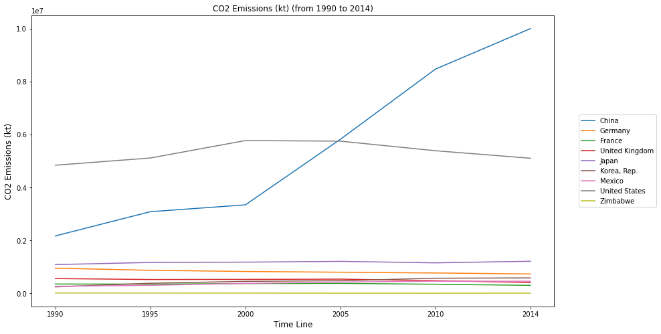 CO2 Emissions (kt) (from 1990 to 2014)
1e7
1.0
0.8
0.6
0.4
0.2
0.0
CO2 Emissions (kt)
1990 1995 2000 2005 2010 2014
Time Line
China
Germany
France
United Kingdom
Japan
Korea, Rep.
Mexico
United States
Zimbabwe